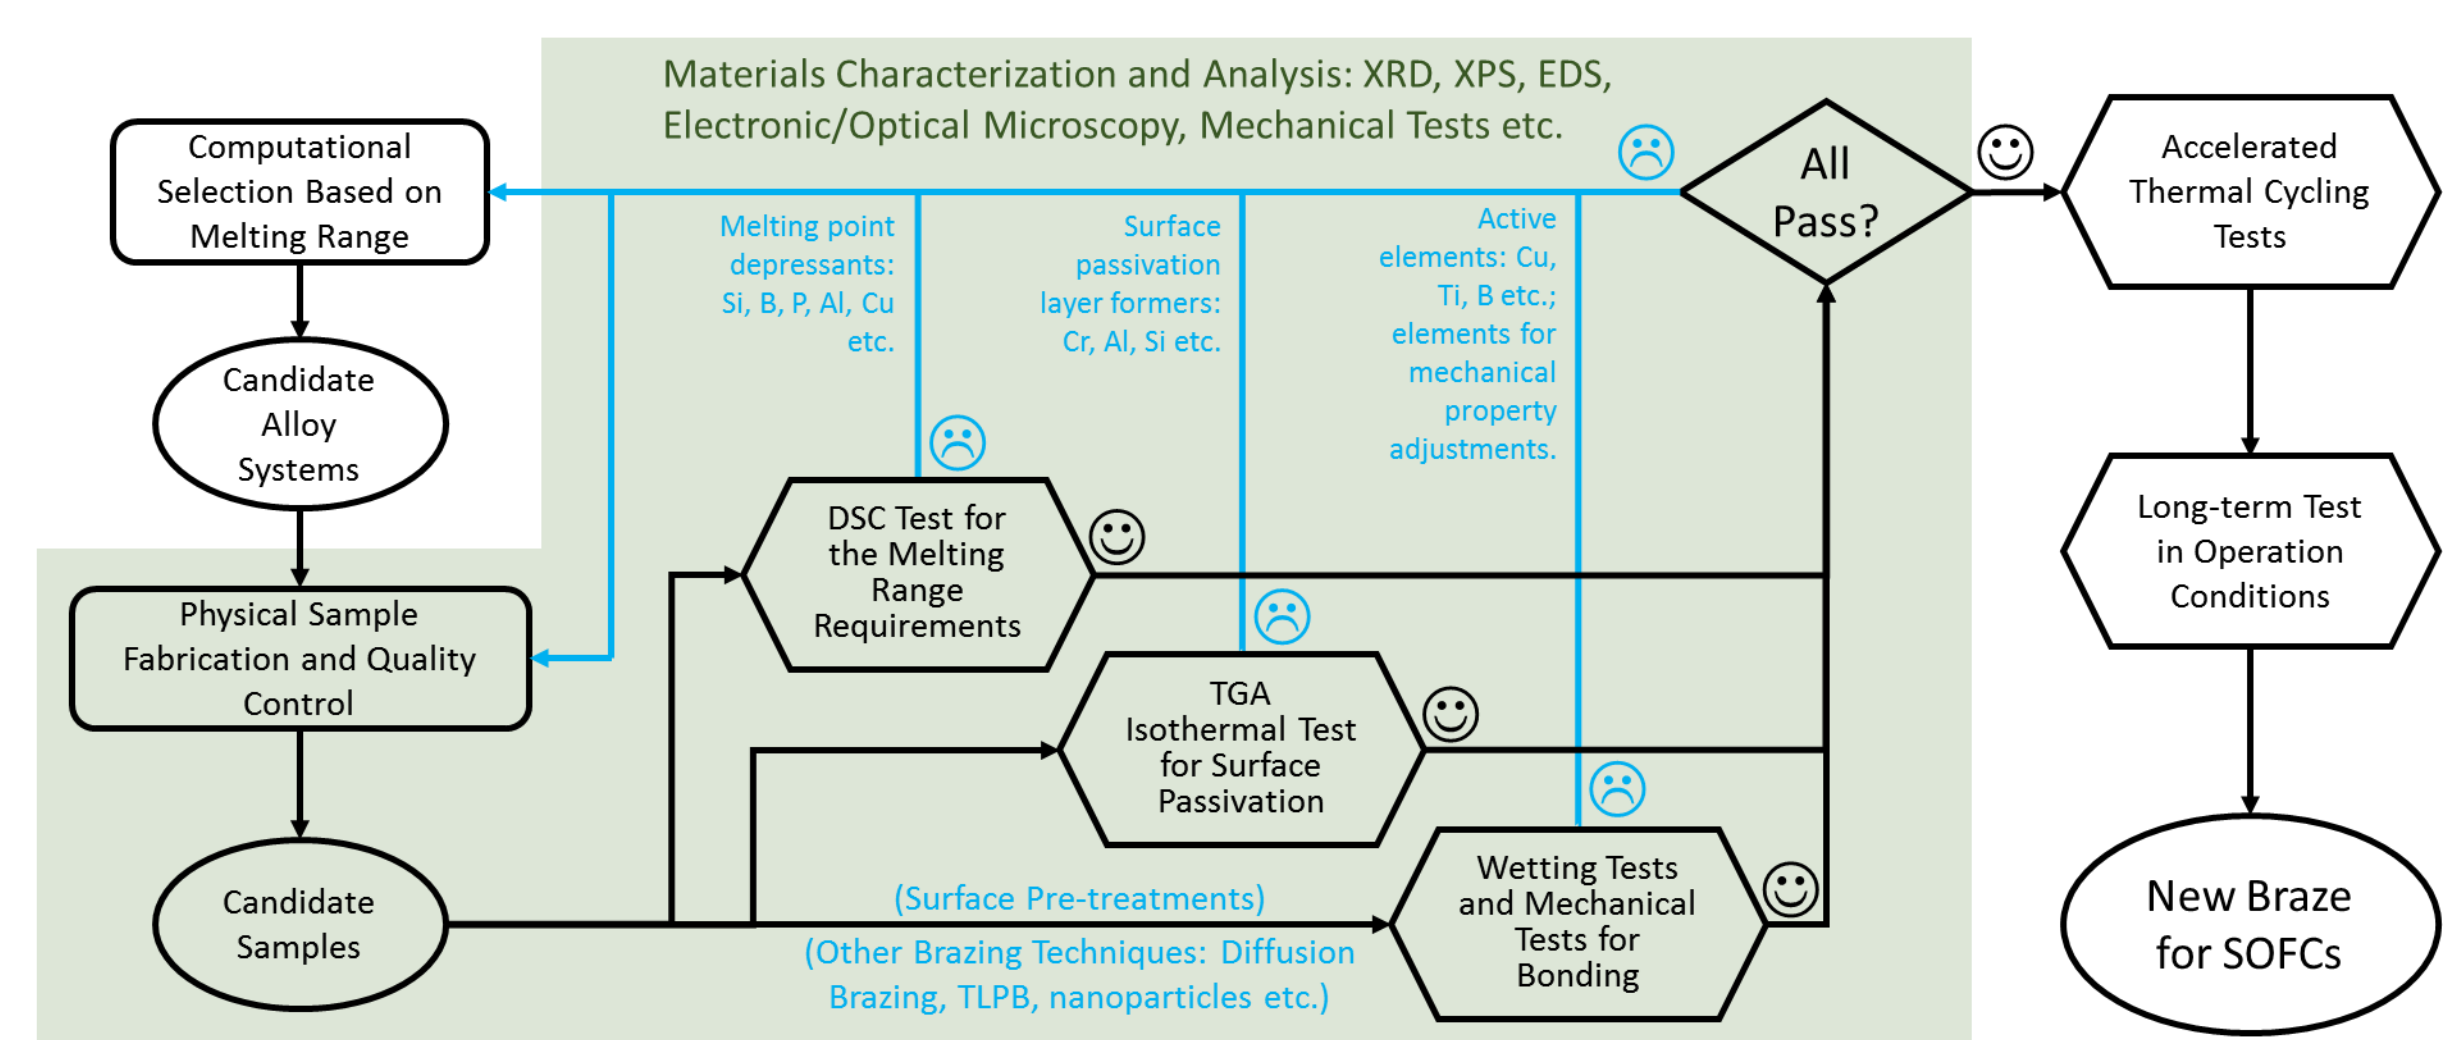 Materials Characterization and Analysis: XRD, XPS, EDS,
Electronic/Optical Microscopy, Mechanical Tests etc.
Computational
Selection Based on
Melting Range
Candidate
Alloy
Systems
Physical Sample
Fabrication and Quality
Control
Candidate
Samples
Melting point
depressants:
Si, B, P, Al, Cu
etc.
Surface
passivation
layer formers:
Cr, Al, Si etc.
Active
elements: Cu,
Ti, B etc.;
elements for
mechanical
property
adjustments.
DSC Test for
the Melting
Range
Requirements
TGA
Isothermal Test
for Surface
Passivation
(Surface Pre-treatments)
(Other Brazing Techniques: Diffusion
Brazing, TLPB, nanoparticles etc.)
Wetting Tests
and Mechanical
Tests for
Bonding
All
Pass?
Accelerated
Thermal Cycling
Tests
Long-term Test
in Operation
Conditions
New Braze
for SOFCs